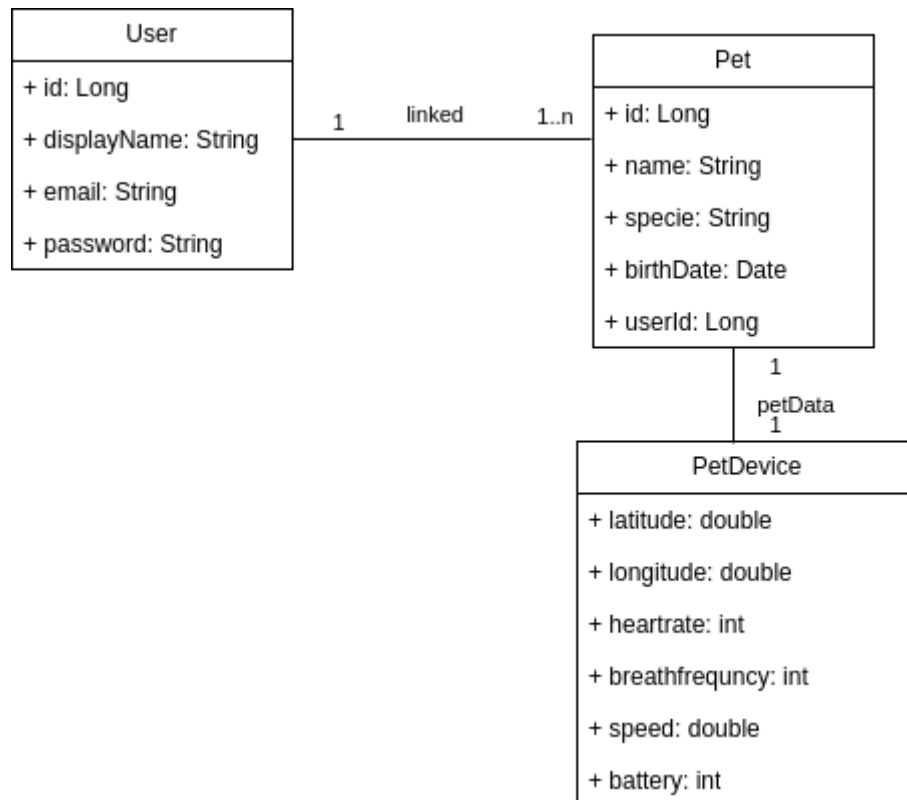 User
+ id: Long
+ displayName: String
+ email: String
+ password: String
1
linked
1..n
Pet
+ id: Long
+ name: String
+ specie: String
+ birthDate: Date
+ userId: Long
1
petData
1
PetDevice
+ latitude: double
+ longitude: double
+ heartrate: int
+ breathfrequncy: int
+ speed: double
+ battery: int